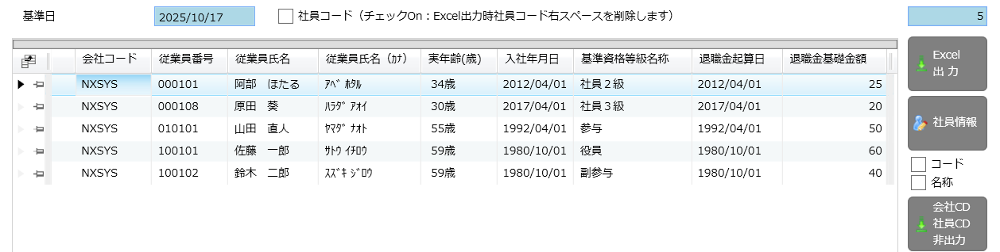 基準日 2025/10/17 社員コード（チェックOn：Excel出力時社員コード右スペースを削除します） 5
会社コード 従業員番号 従業員氏名 従業員氏名（ｶﾅ） 実年齢(歳) 入社年月日 基準資格等級名称 退職金起算日 退職金基礎金額
NXSYS 000101 阿部　ほたる ｱﾍﾞ ﾎﾀﾙ 34歳 2012/04/01 社員２級 2012/04/01 25
NXSYS 000108 原田　葵 ﾊﾗﾀﾞ ｱｵｲ 30歳 2017/04/01 社員３級 2017/04/01 20
NXSYS 010101 山田　直人 ﾔﾏﾀﾞ ﾅｵﾄ 55歳 1992/04/01 参与 1992/04/01 50
NXSYS 100101 佐藤　一郎 ｻﾄｳ ｲﾁﾛｳ 59歳 1980/10/01 役員 1980/10/01 60
NXSYS 100102 鈴木　二郎 ｽｽﾞｷ ｼﾞﾛｳ 59歳 1980/10/01 副参与 1980/10/01 40
Excel
出 力
社員情報
コード
名称
会社CD
社員CD
非出力